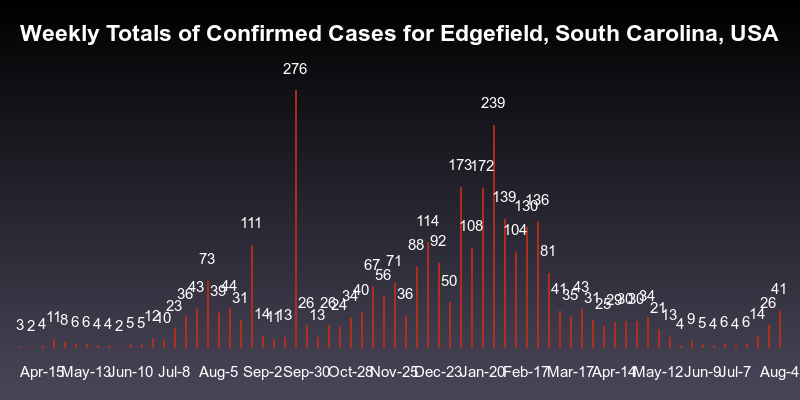 Weekly Totals of Confirmed Cases for Edgefield, South Carolina, USA
3 2 4 11 8 6 6 4 4 2 5 5 12 10 23 36 43 73 39 44 31 111 14 11 13 276 26 13 26 24 34 40 67 56 71 36 88 114 92 50 173 108 172 239 139 104 130 136 81 41 35 43 31 25 29 30 30 34 21 13 4 9 5 4 6 4 6 14 26 41
Apr-15 May-13 Jun-10 Jul-8 Aug-5 Sep-2 Sep-30 Oct-28 Nov-25 Dec-23 Jan-20 Feb-17 Mar-17 Apr-14 May-12 Jun-9 Jul-7 Aug-4